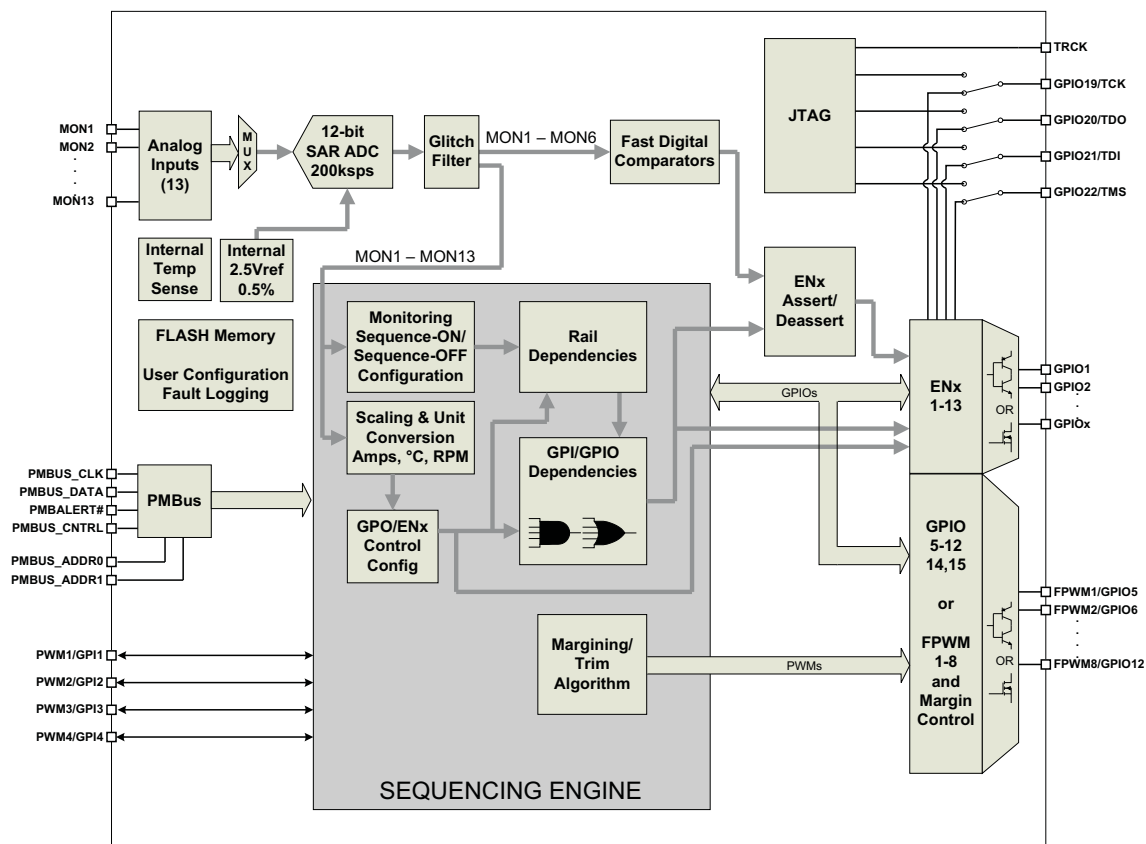 TRCK
GPIO19/TCK
GPIO20/TDO
GPIO21/TDI
GPIO22/TMS
JTAG
MON1
MON2
.
.
.
.
MON13
Analog
Inputs
(13)
MUX
12-bit
SAR ADC
200ksps
Glitch
Filter
MON1 – MON6
Fast Digital
Comparators
Internal
Temp
Sense
Internal
2.5Vref
0.5%
MON1 – MON13
ENx
Assert/
Deassert
FLASH Memory
User Configuration
Fault Logging
Monitoring
Sequence-ON/
Sequence-OFF
Configuration
Rail
Dependencies
Scaling & Unit
Conversion
Amps, °C, RPM
GPI/GPIO
Dependencies
GPO/ENx
Control
Config
GPIOs
ENx
1-13
OR
GPIO1
GPIO2
.
.
.
GPIOx
PMBUS_CLK
PMBUS_DATA
PMBALERT#
PMBUS_CNTRL
PMBUS_ADDR0
PMBUS_ADDR1
PMBus
GPIO
5-12
14,15
or
FPWM
1-8
and
Margin
Control
OR
FPWM1/GPIO5
FPWM2/GPIO6
.
.
.
.
FPWM8/GPIO12
Margining/
Trim
Algorithm
PWMs
PWM1/GPI1
PWM2/GPI2
PWM3/GPI3
PWM4/GPI4
SEQUENCING ENGINE